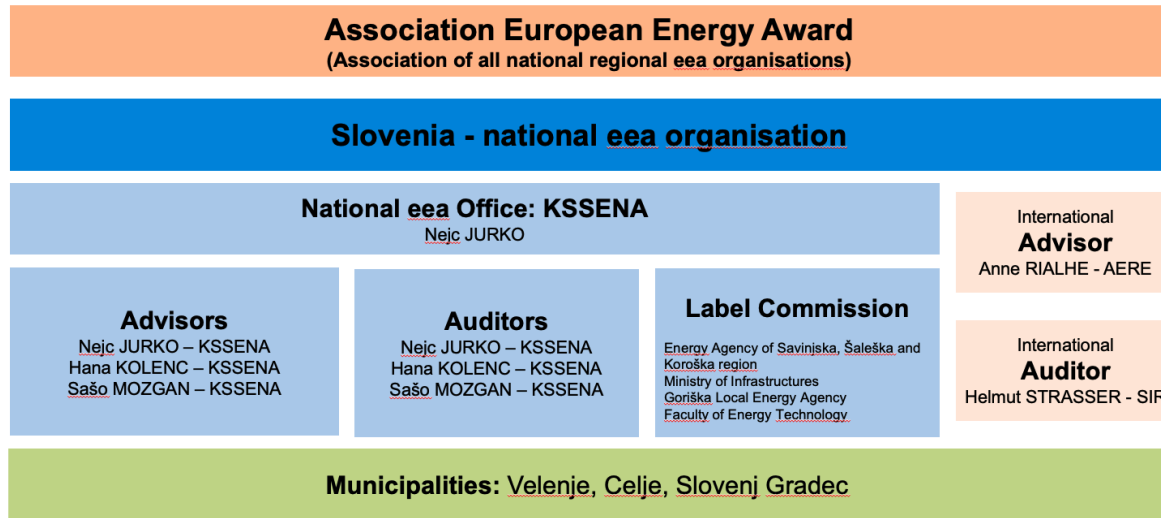 Association European Energy Award
(Association of all national regional eea organisations)
Slovenia - national eea organisation
National eea Office: KSSENA
Nejc JURKO
Advisors
Nejc JURKO – KSSENA
Hana KOLENC – KSSENA
Sašo MOZGAN – KSSENA
Auditors
Nejc JURKO – KSSENA
Hana KOLENC – KSSENA
Sašo MOZGAN – KSSENA
Label Commission
Energy Agency of Savinjska, Šaleška and
Koroška region
Ministry of Infrastructures
Goriška Local Energy Agency
Faculty of Energy Technology
International
Advisor
Anne RIALHE - AERE
International
Auditor
Helmut STRASSER - SIR
Municipalities: Velenje, Celje, Slovenj Gradec